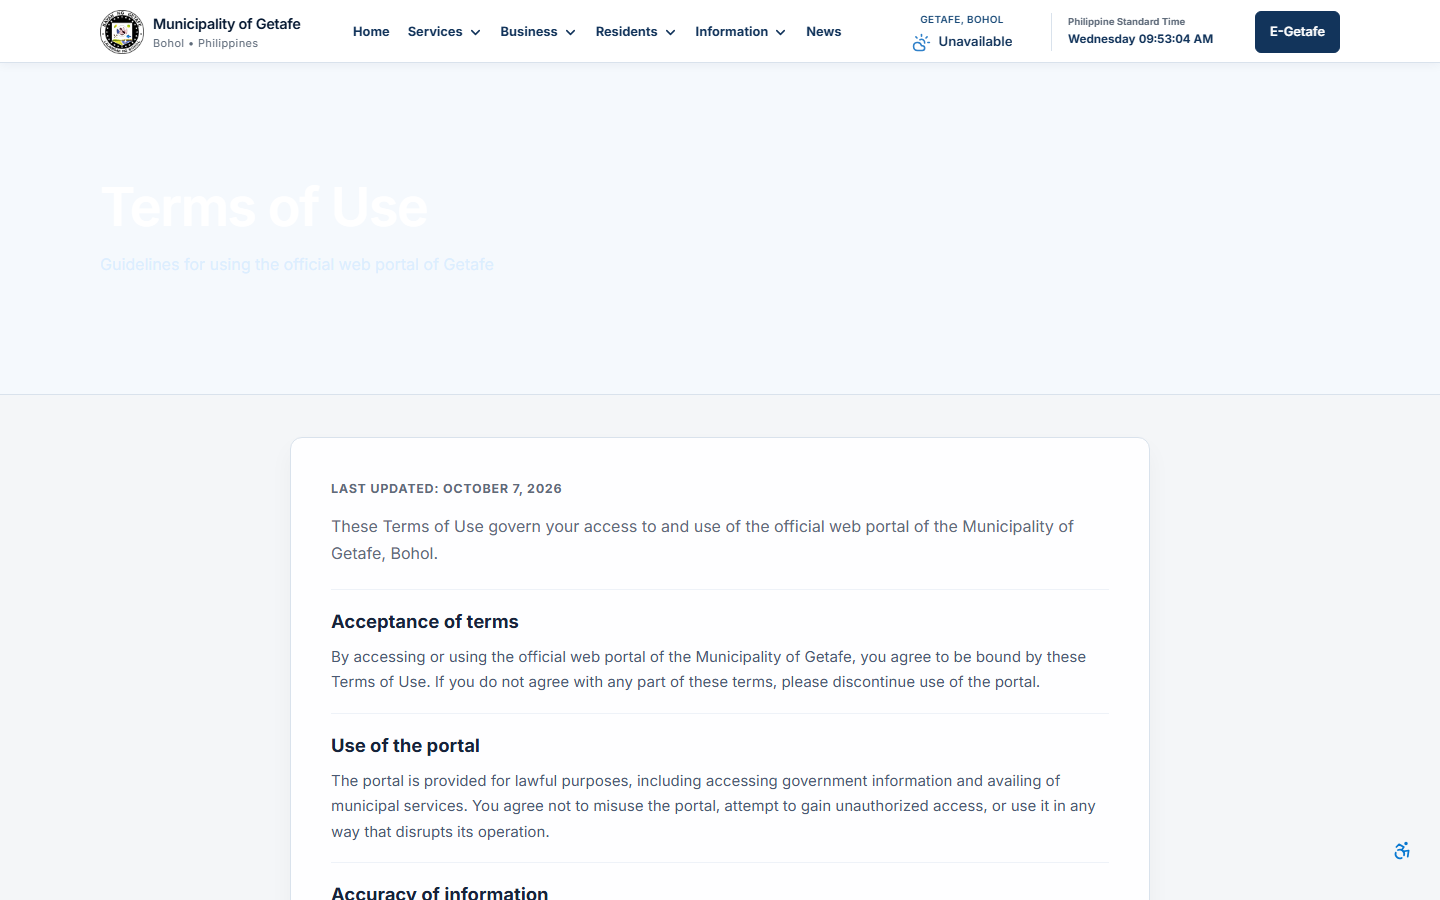 Municipality of Getafe
Bohol • Philippines
Home
Services
Business
Residents
Information
News
GETAFE, BOHOL
Unavailable
Philippine Standard Time
Wednesday 09:53:04 AM
E-Getafe
Terms of Use
Guidelines for using the official web portal of Getafe
LAST UPDATED: OCTOBER 7, 2026
These Terms of Use govern your access to and use of the official web portal of the Municipality of
Getafe, Bohol.
Acceptance of terms
By accessing or using the official web portal of the Municipality of Getafe, you agree to be bound by these
Terms of Use. If you do not agree with any part of these terms, please discontinue use of the portal.
Use of the portal
The portal is provided for lawful purposes, including accessing government information and availing of
municipal services. You agree not to misuse the portal, attempt to gain unauthorized access, or use it in any
way that disrupts its operation.
Accuracy of information